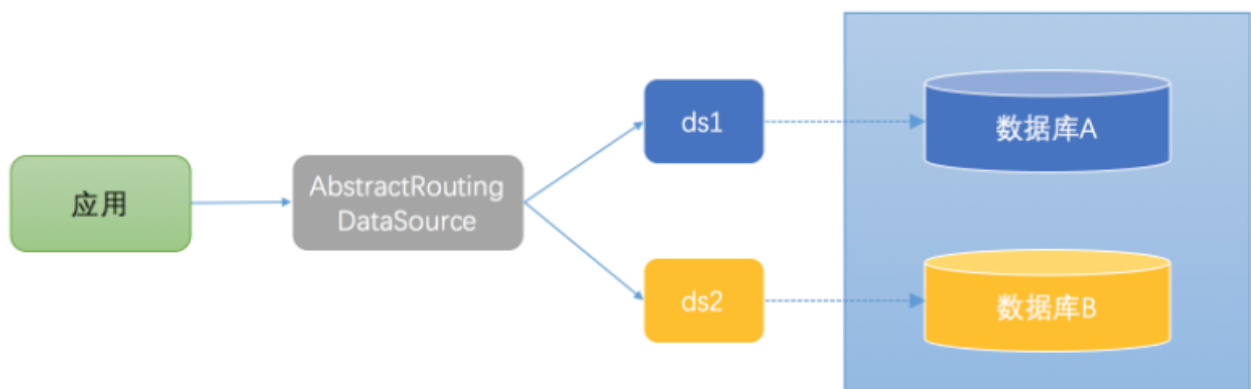 应用
AbstractRouting
DataSource
ds1
数据库A
ds2
数据库B